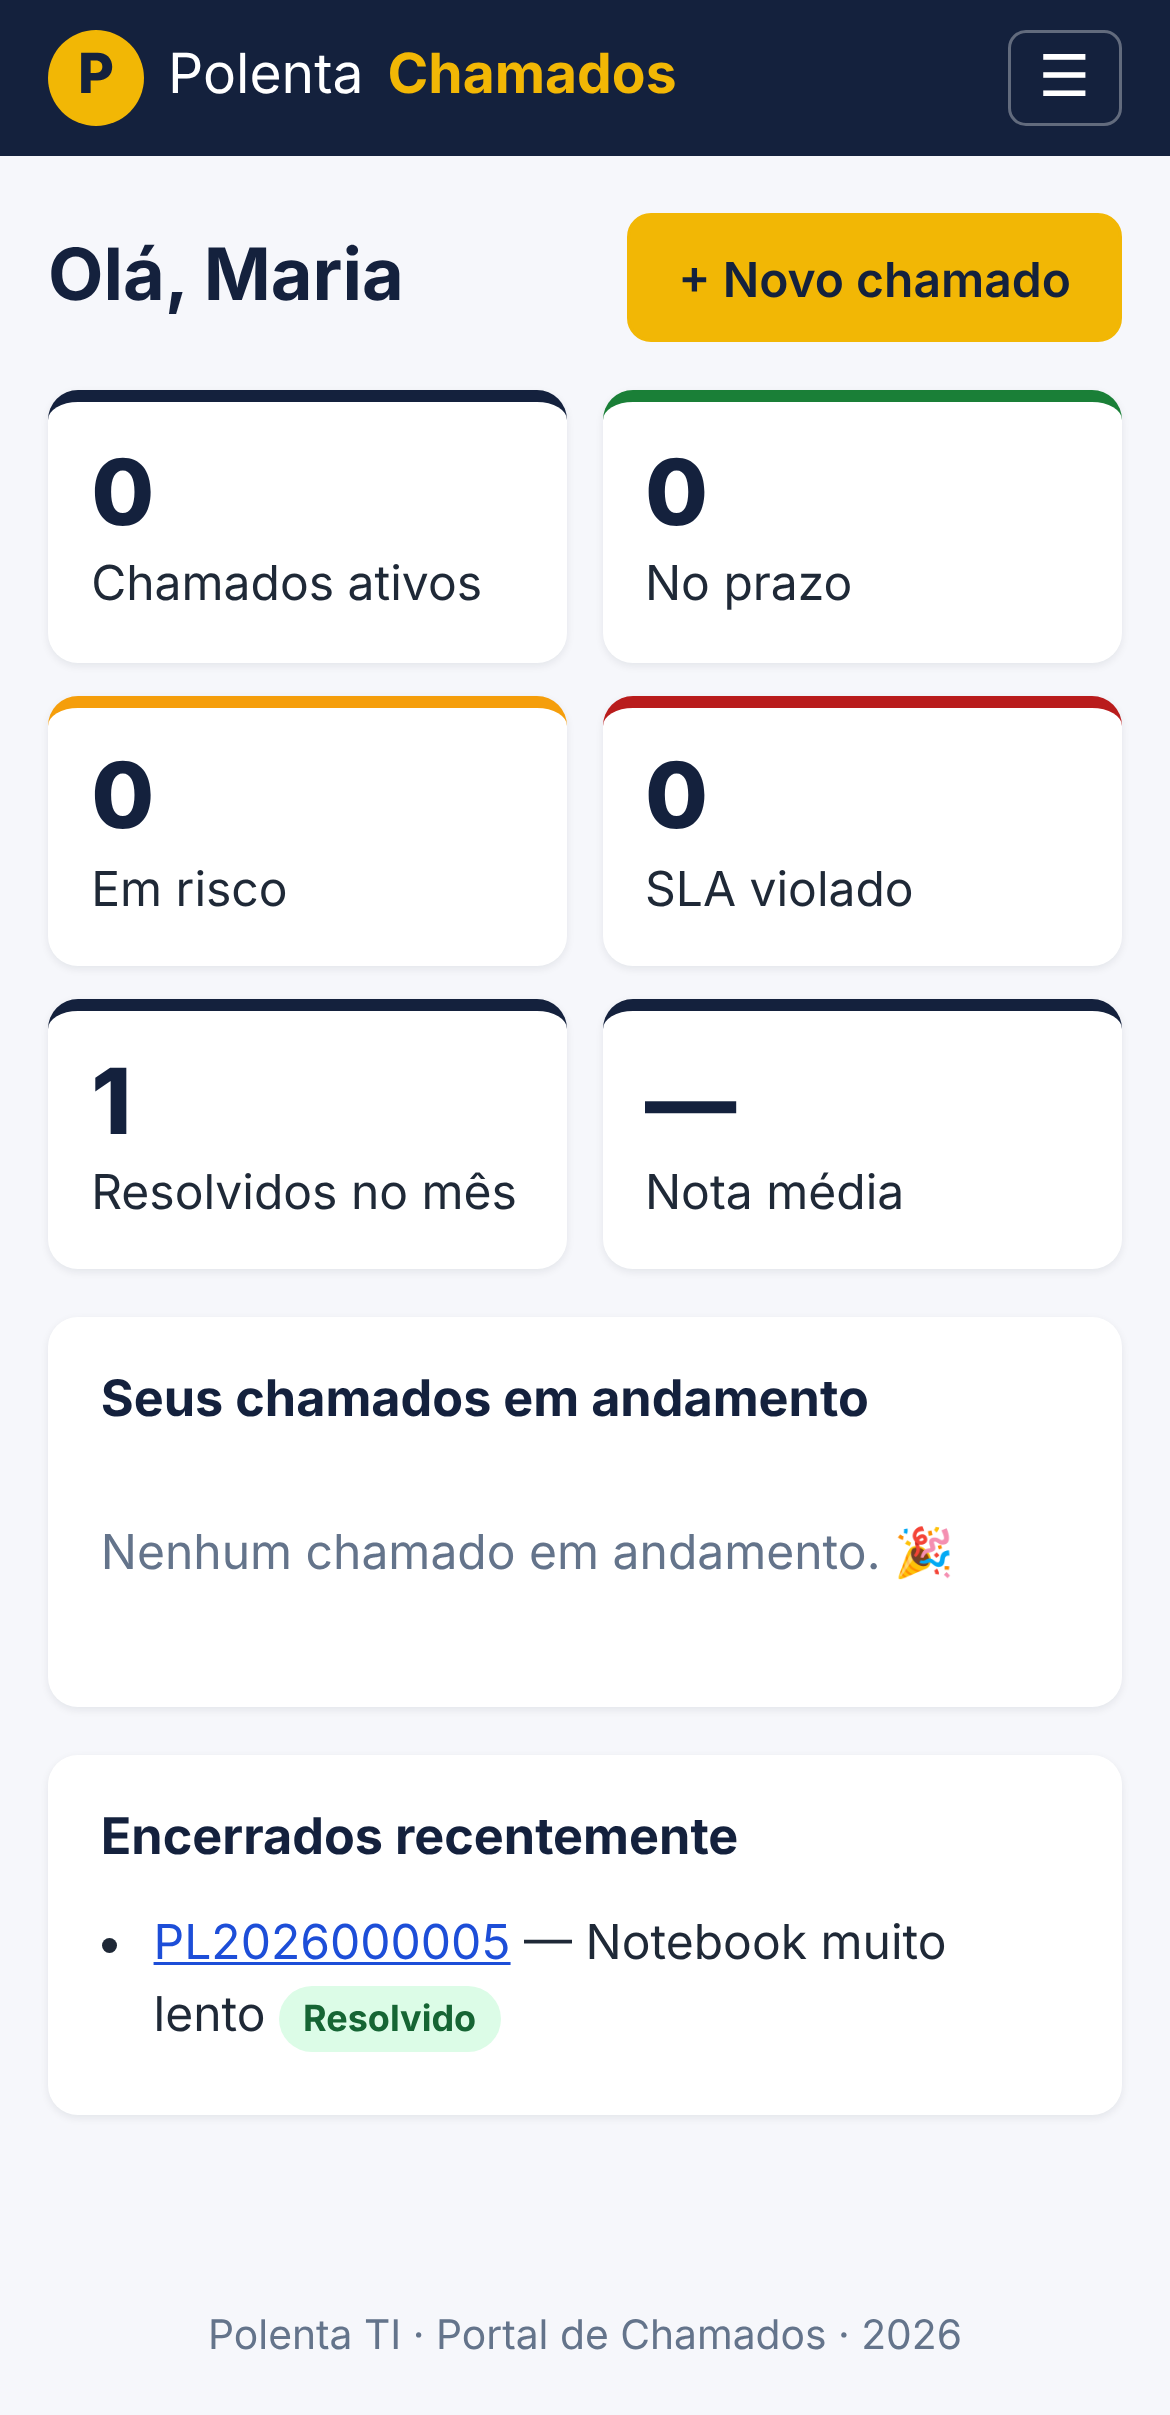 P Polenta Chamados ☰
Olá, Maria
+ Novo chamado
0
Chamados ativos
0
No prazo
0
Em risco
0
SLA violado
1
Resolvidos no mês
—
Nota média
Seus chamados em andamento
Nenhum chamado em andamento. 🎉
Encerrados recentemente
• PL2026000005 — Notebook muito
lento Resolvido
Polenta TI · Portal de Chamados · 2026